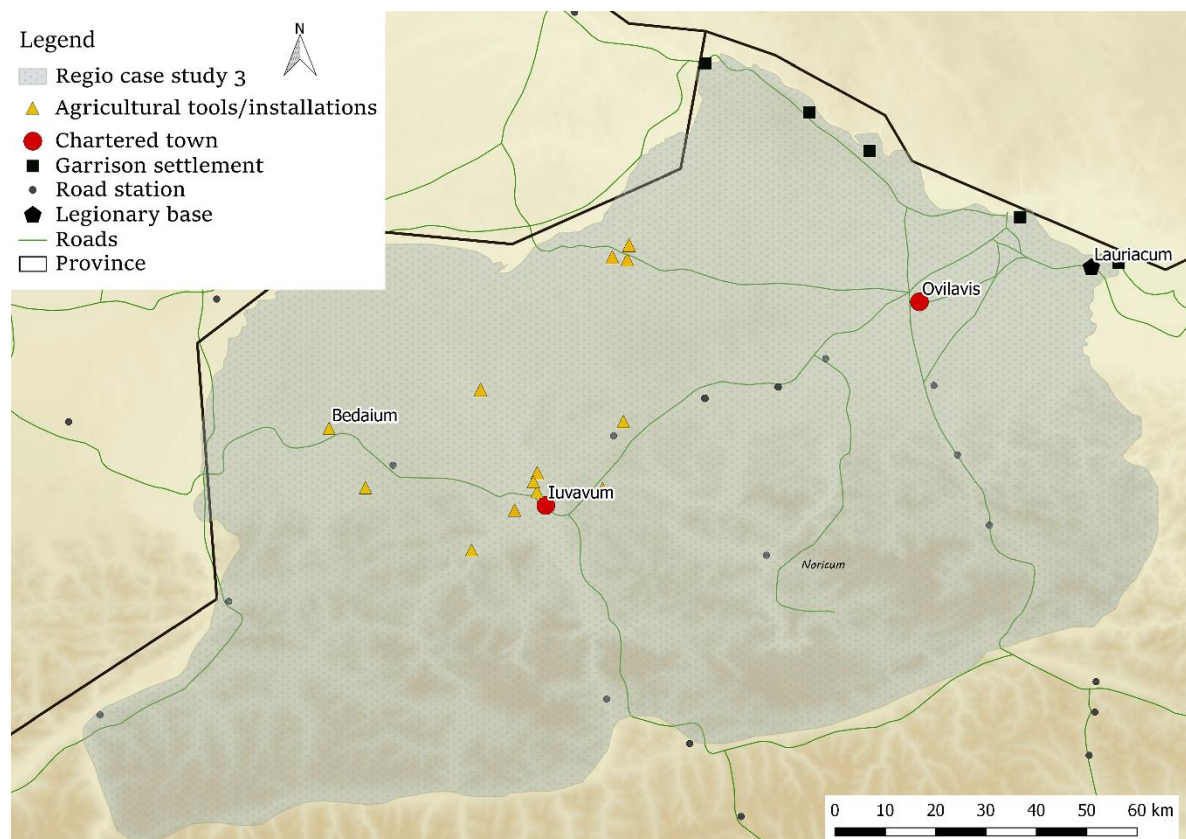 Legend
N
Regio case study 3
Agricultural tools/installations
Chartered town
Garrison settlement
Road station
Legionary base
Roads
Province
Lauriacum
Ovilavis
Bedaium
Iuvavum
Noricum
0 10 20 30 40 50 60 km